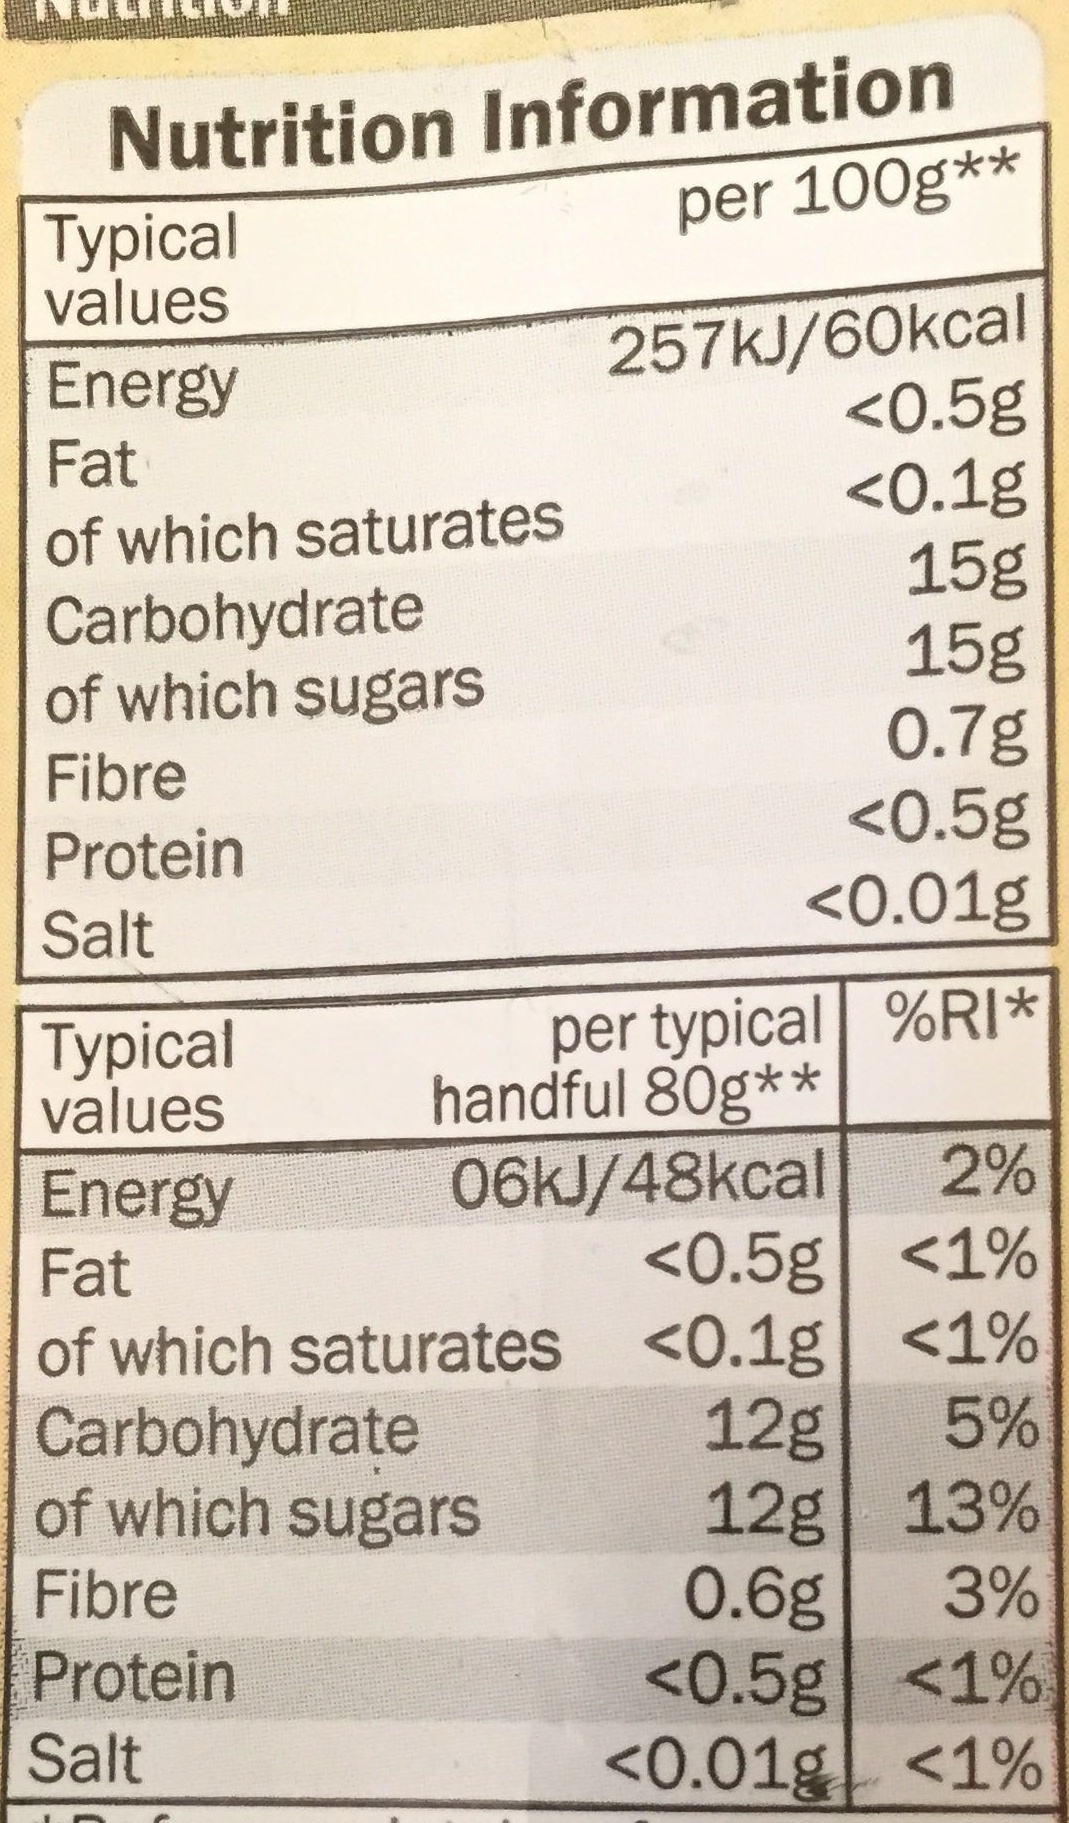 Nutrition
Nutrition Information
Typical values per 100g**
Energy 257kJ/60kcal
Fat <0.5g
of which saturates <0.1g
Carbohydrate 15g
of which sugars 15g
Fibre 0.7g
Protein <0.5g
Salt <0.01g
Typical values per typical handful 80g** %RI*
Energy 06kJ/48kcal 2%
Fat <0.5g <1%
of which saturates <0.1g <1%
Carbohydrate 12g 5%
of which sugars 12g 13%
Fibre 0.6g 3%
Protein <0.5g <1%
Salt <0.01g <1%